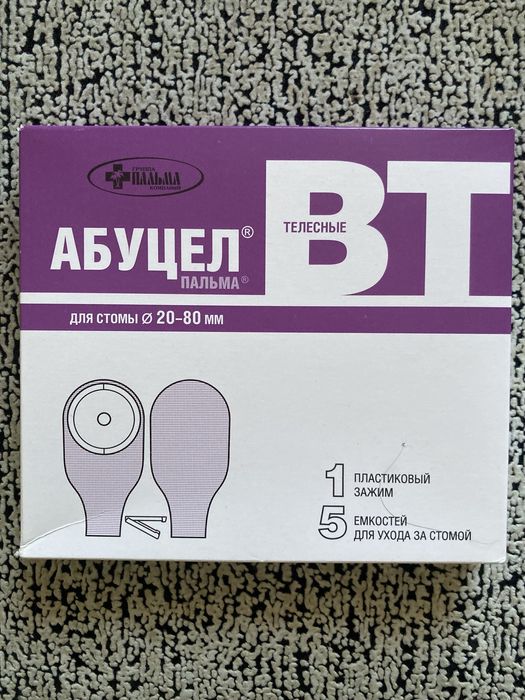 ГРУППА
ПАЛЬМА
КОМПАНИЙ
АБУЦЕЛ®
ПАЛЬМА®
ТЕЛЕСНЫЕ
ВТ
ДЛЯ СТОМЫ Ø 20-80 ММ
1 ПЛАСТИКОВЫЙ
ЗАЖИМ
5 ЕМКОСТЕЙ
ДЛЯ УХОДА ЗА СТОМОЙ